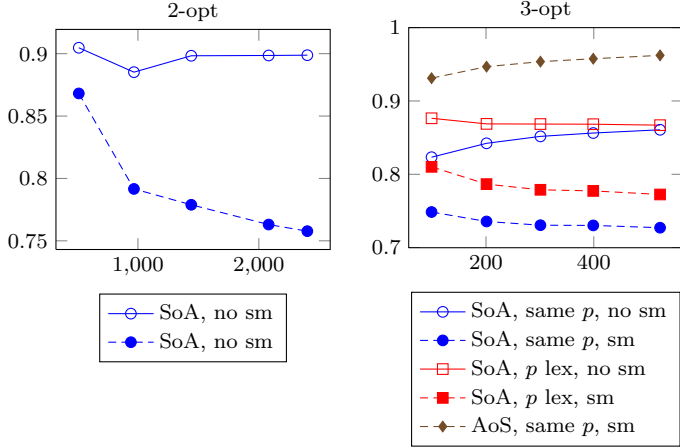 2-opt
0.9
0.85
0.8
0.75
1,000 2,000
SoA, no sm
SoA, no sm
3-opt
1
0.9
0.8
0.7
200 400
SoA, same p, no sm
SoA, same p, sm
SoA, p lex, no sm
SoA, p lex, sm
AoS, same p, sm